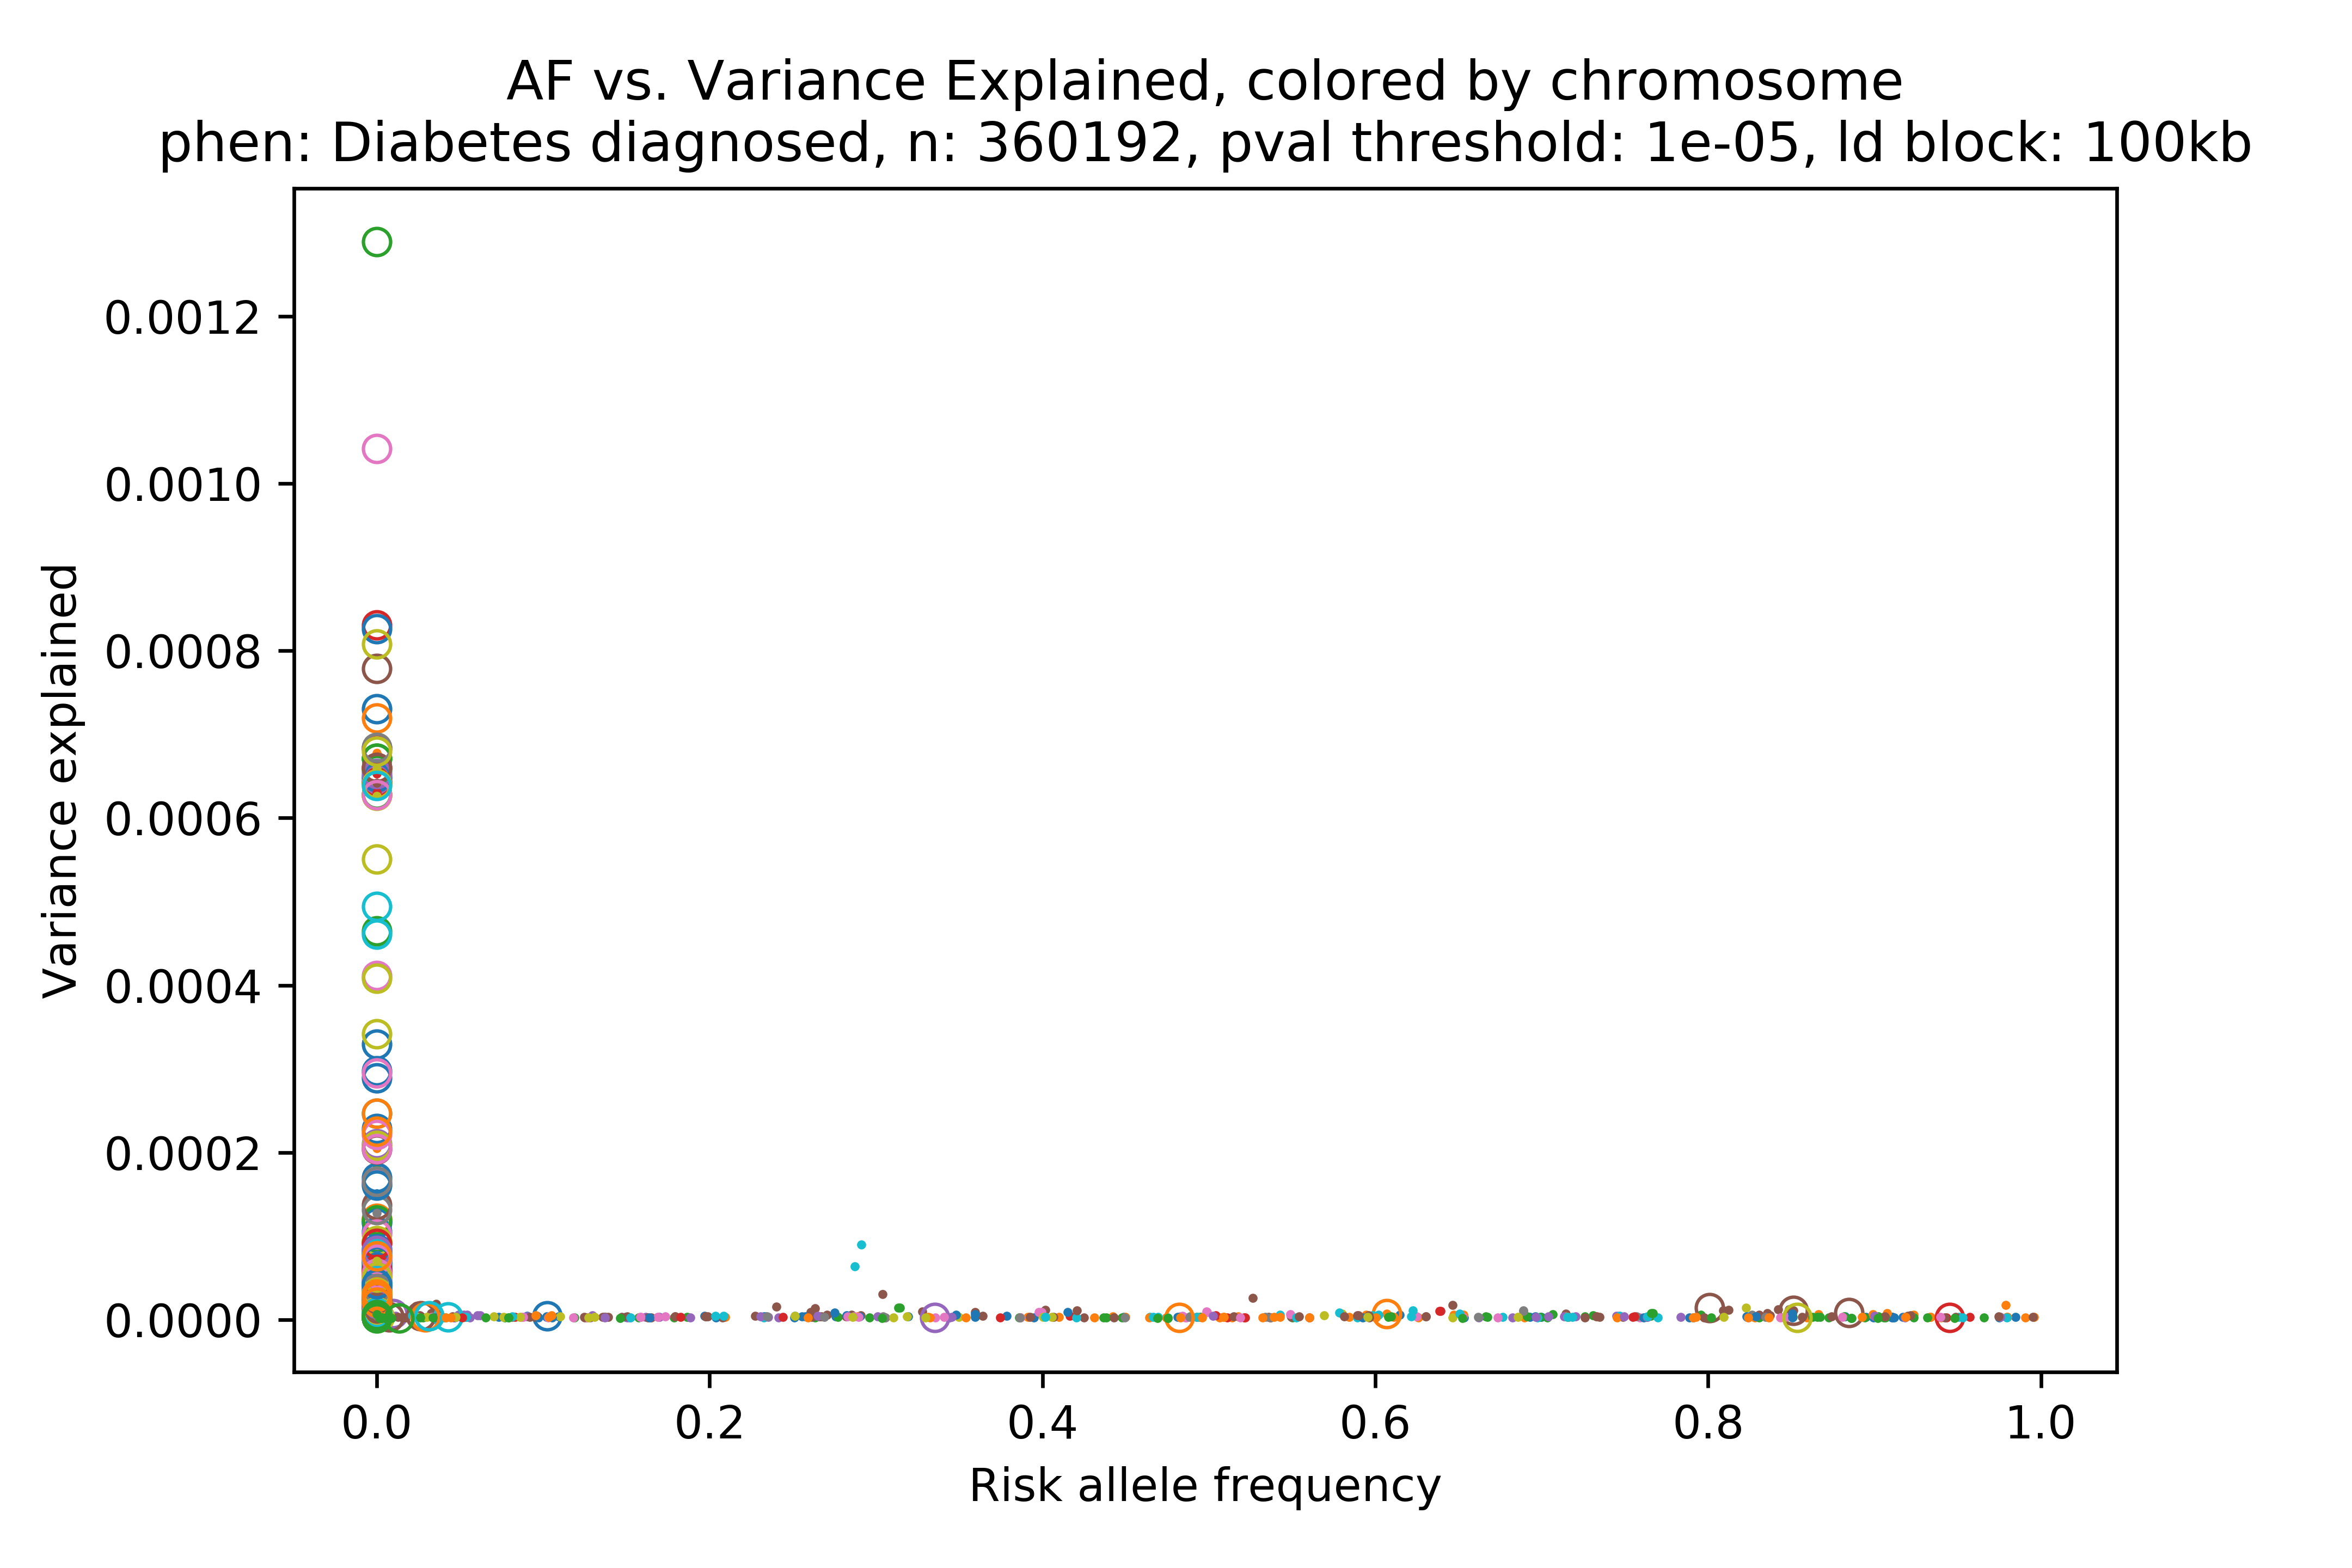 AF vs. Variance Explained, colored by chromosome
phen: Diabetes diagnosed, n: 360192, pval threshold: 1e-05, ld block: 100kb
Variance explained
0.0012
0.0010
0.0008
0.0006
0.0004
0.0002
0.0000
0.0 0.2 0.4 0.6 0.8 1.0
Risk allele frequency